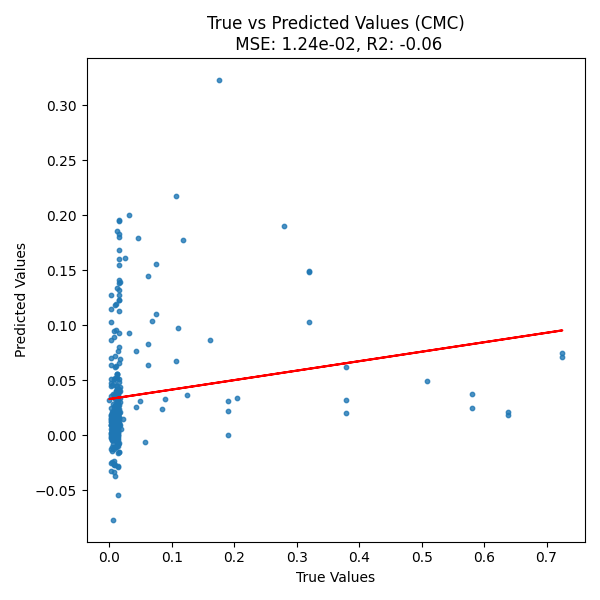 True vs Predicted Values (CMC)
MSE: 1.24e-02, R2: -0.06
0.30
0.25
0.20
0.15
0.10
0.05
0.00
−0.05
Predicted Values
0.0 0.1 0.2 0.3 0.4 0.5 0.6 0.7
True Values